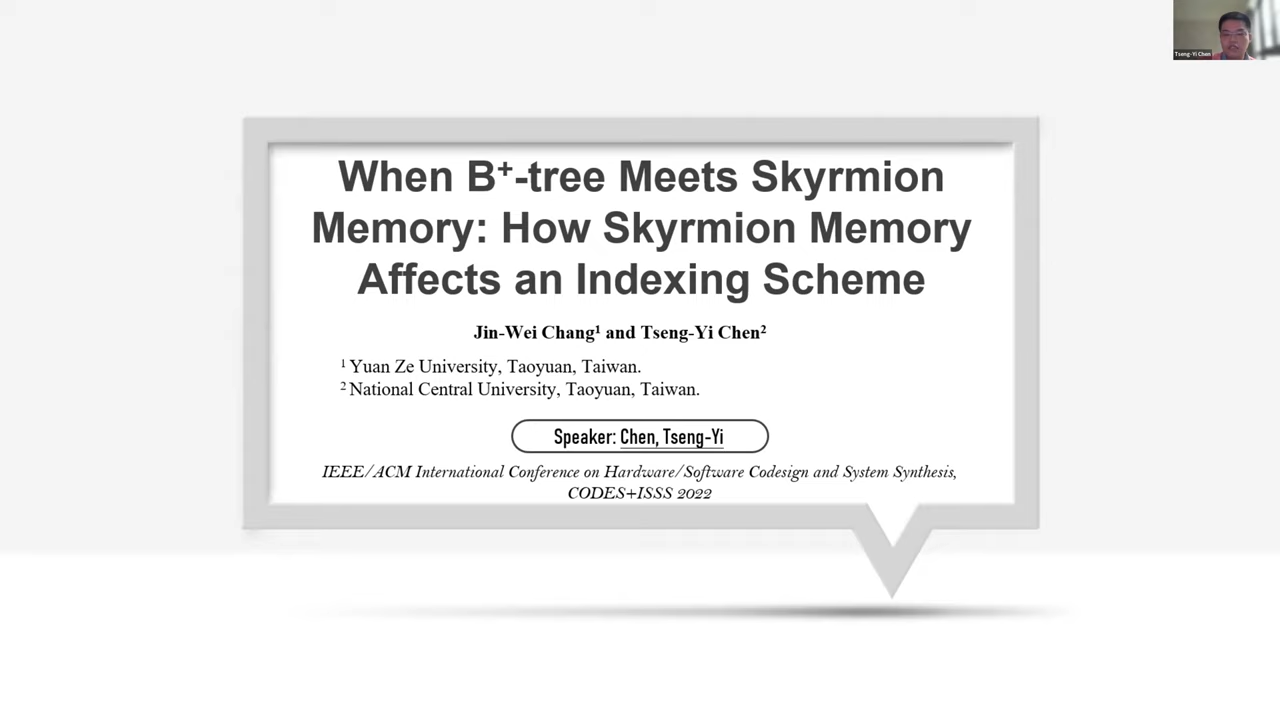 Tseng-Yi Chen
When B⁺-tree Meets Skyrmion
Memory: How Skyrmion Memory
Affects an Indexing Scheme
Jin-Wei Chang¹ and Tseng-Yi Chen²
¹ Yuan Ze University, Taoyuan, Taiwan.
² National Central University, Taoyuan, Taiwan.
Speaker: Chen, Tseng-Yi
IEEE/ACM International Conference on Hardware/Software Codesign and System Synthesis,
CODES+ISSS 2022